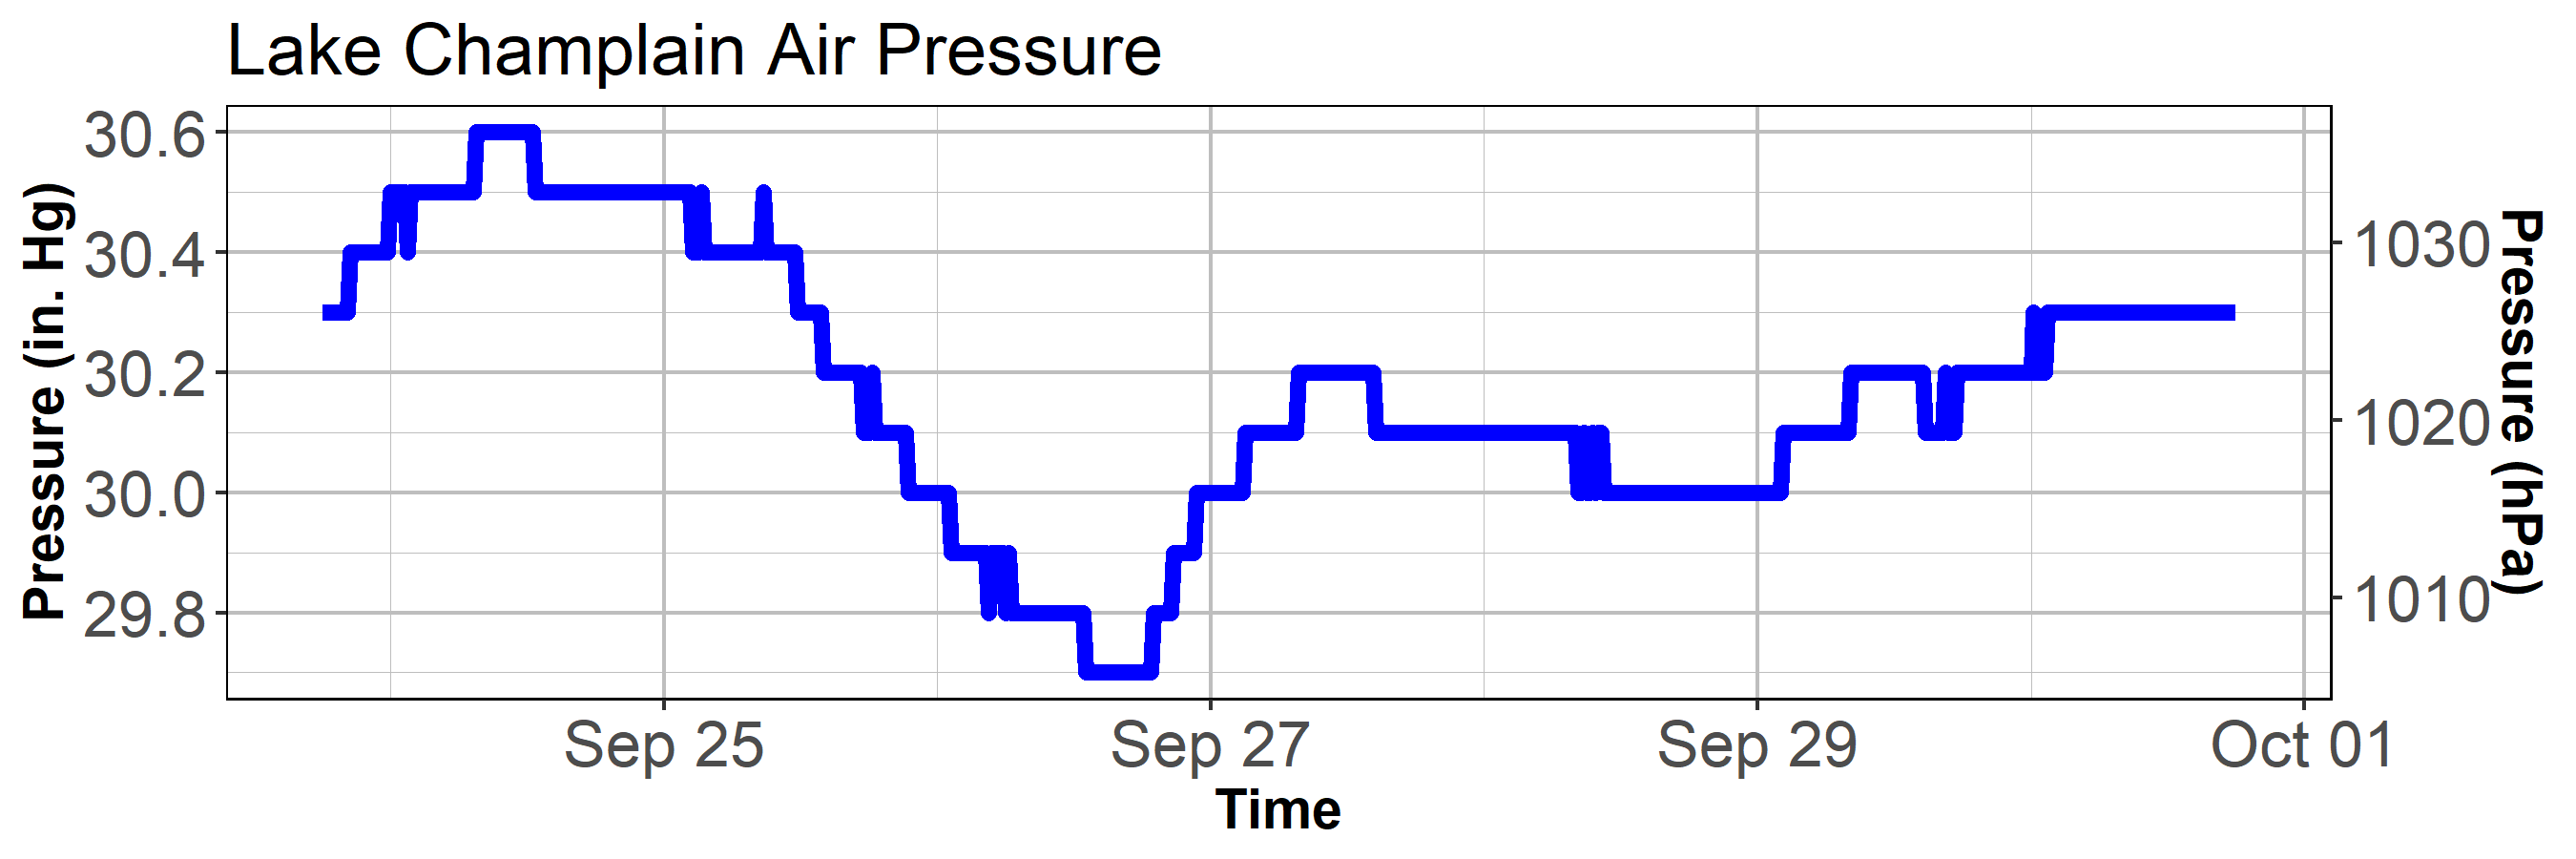 Lake Champlain Air Pressure
Pressure (in. Hg)
30.6
30.4
30.2
30.0
29.8
1030
1020
1010
Pressure (hPa)
Sep 25 Sep 27 Sep 29 Oct 01
Time